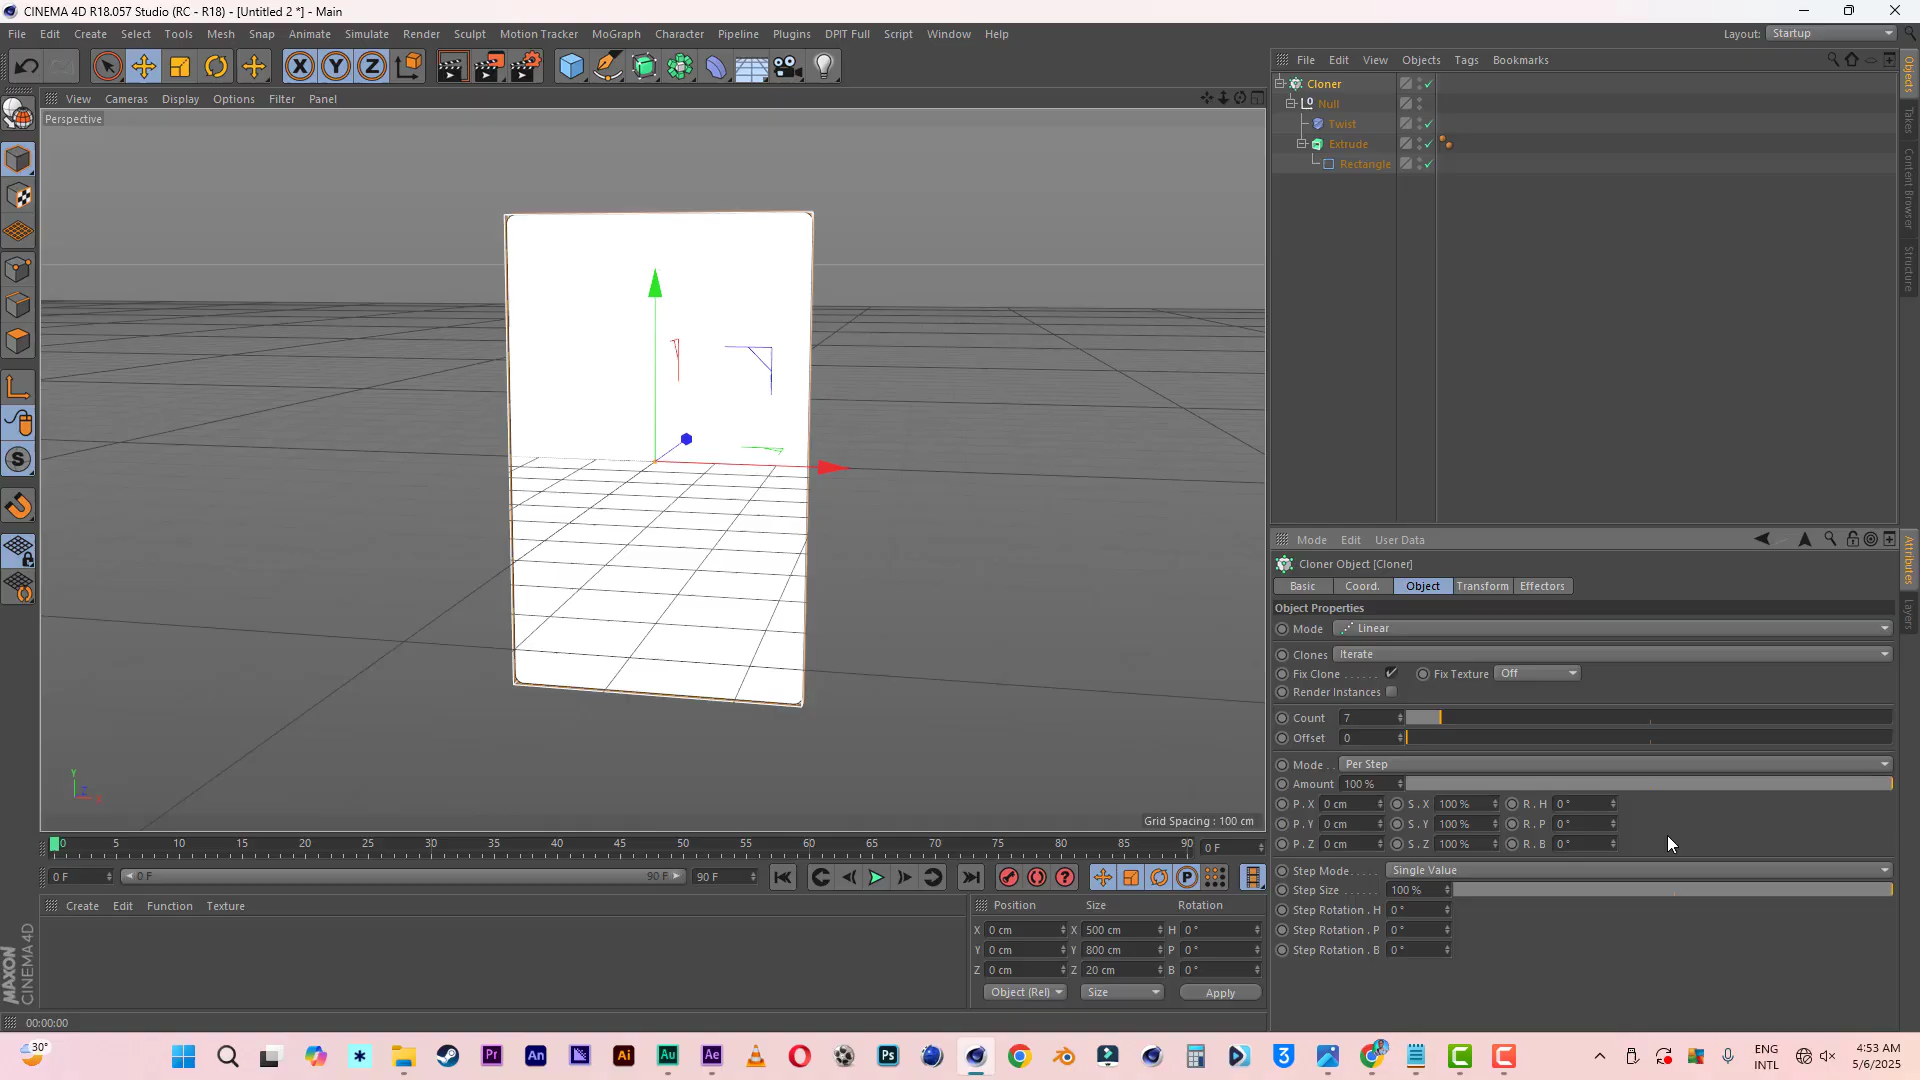 CINEMA 4D R18.057 Studio (RC - R18) - [Untitled 2 *] - Main
File Edit Create Select Tools Mesh Snap Animate Simulate Render Sculpt Motion Tracker MoGraph Character Pipeline Plugins DPIT Full Script Window Help
Layout: Startup
View Cameras Display Options Filter Panel
Perspective
Grid Spacing : 100 cm
File Edit View Objects Tags Bookmarks
Cloner
Null
Twist
Extrude
Rectangle
Objects
Takes
Content Browser
Structure
Mode Edit User Data
Cloner Object [Cloner]
Basic Coord. Object Transform Effectors
Object Properties
Mode Linear
Clones Iterate
Fix Clone Fix Texture Off
Render Instances
Count 7
Offset 0
Mode Per Step
Amount 100 %
P . X 0 cm S . X 100 % R . H 0 °
P . Y 0 cm S . Y 100 % R . P 0 °
P . Z 0 cm S . Z 100 % R . B 0 °
Step Mode Single Value
Step Size 100 %
Step Rotation . H 0 °
Step Rotation . P 0 °
Step Rotation . B 0 °
Attributes
Layers
0 5 10 15 20 25 30 35 40 45 50 55 60 65 70 75 80 85 90
0 F
0 F 0 F 90 F 90 F
Create Edit Function Texture
Position Size Rotation
X 0 cm X 500 cm H 0 °
Y 0 cm Y 800 cm P 0 °
Z 0 cm Z 20 cm B 0 °
Object (Rel) Size Apply
MAXON
CINEMA 4D
00:00:00
30°
ENG
INTL
4:53 AM
5/6/2025